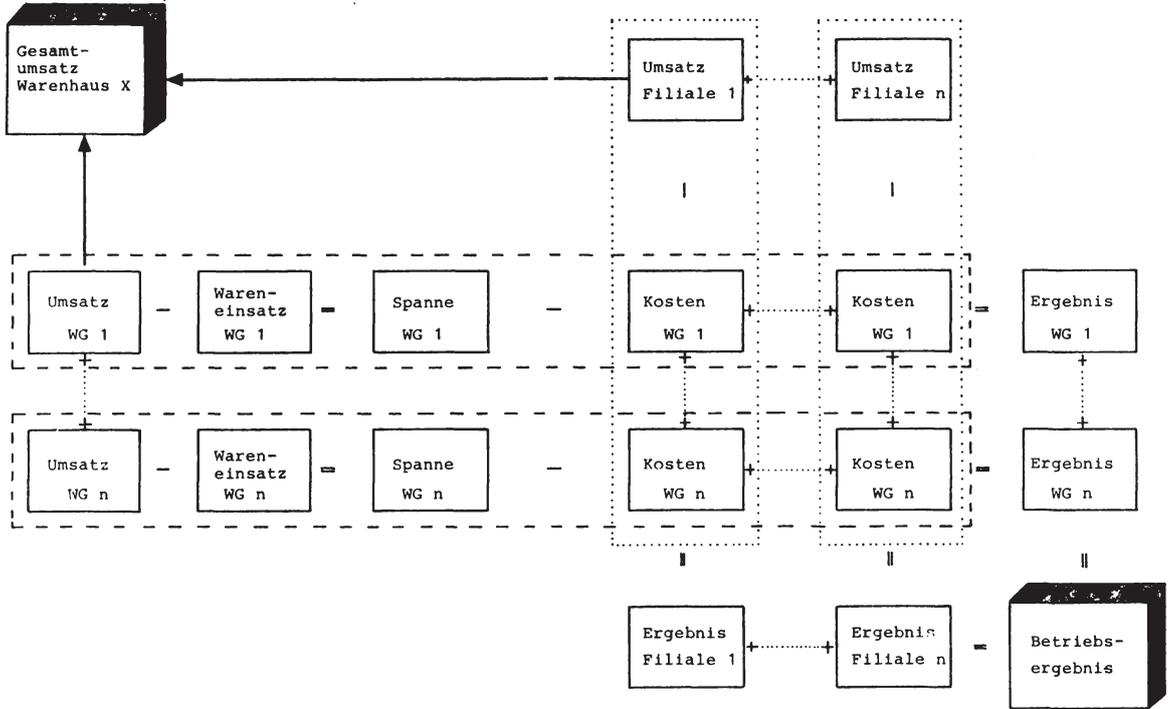 Gesamt-
umsatz
Warenhaus X
Umsatz
Filiale 1
+
+
Umsatz
Filiale n
–
–
Umsatz
WG 1
–
Waren-
einsatz
WG 1
=
Spanne
WG 1
–
Kosten
WG 1
+
+
Kosten
WG 1
=
Ergebnis
WG 1
+
+
+
+
+
+
+
+
Umsatz
WG n
–
Waren-
einsatz
WG n
=
Spanne
WG n
–
Kosten
WG n
+
+
Kosten
WG n
=
Ergebnis
WG n
=
=
=
Ergebnis
Filiale 1
+
+
Ergebnis
Filiale n
=
Betriebs-
ergebnis